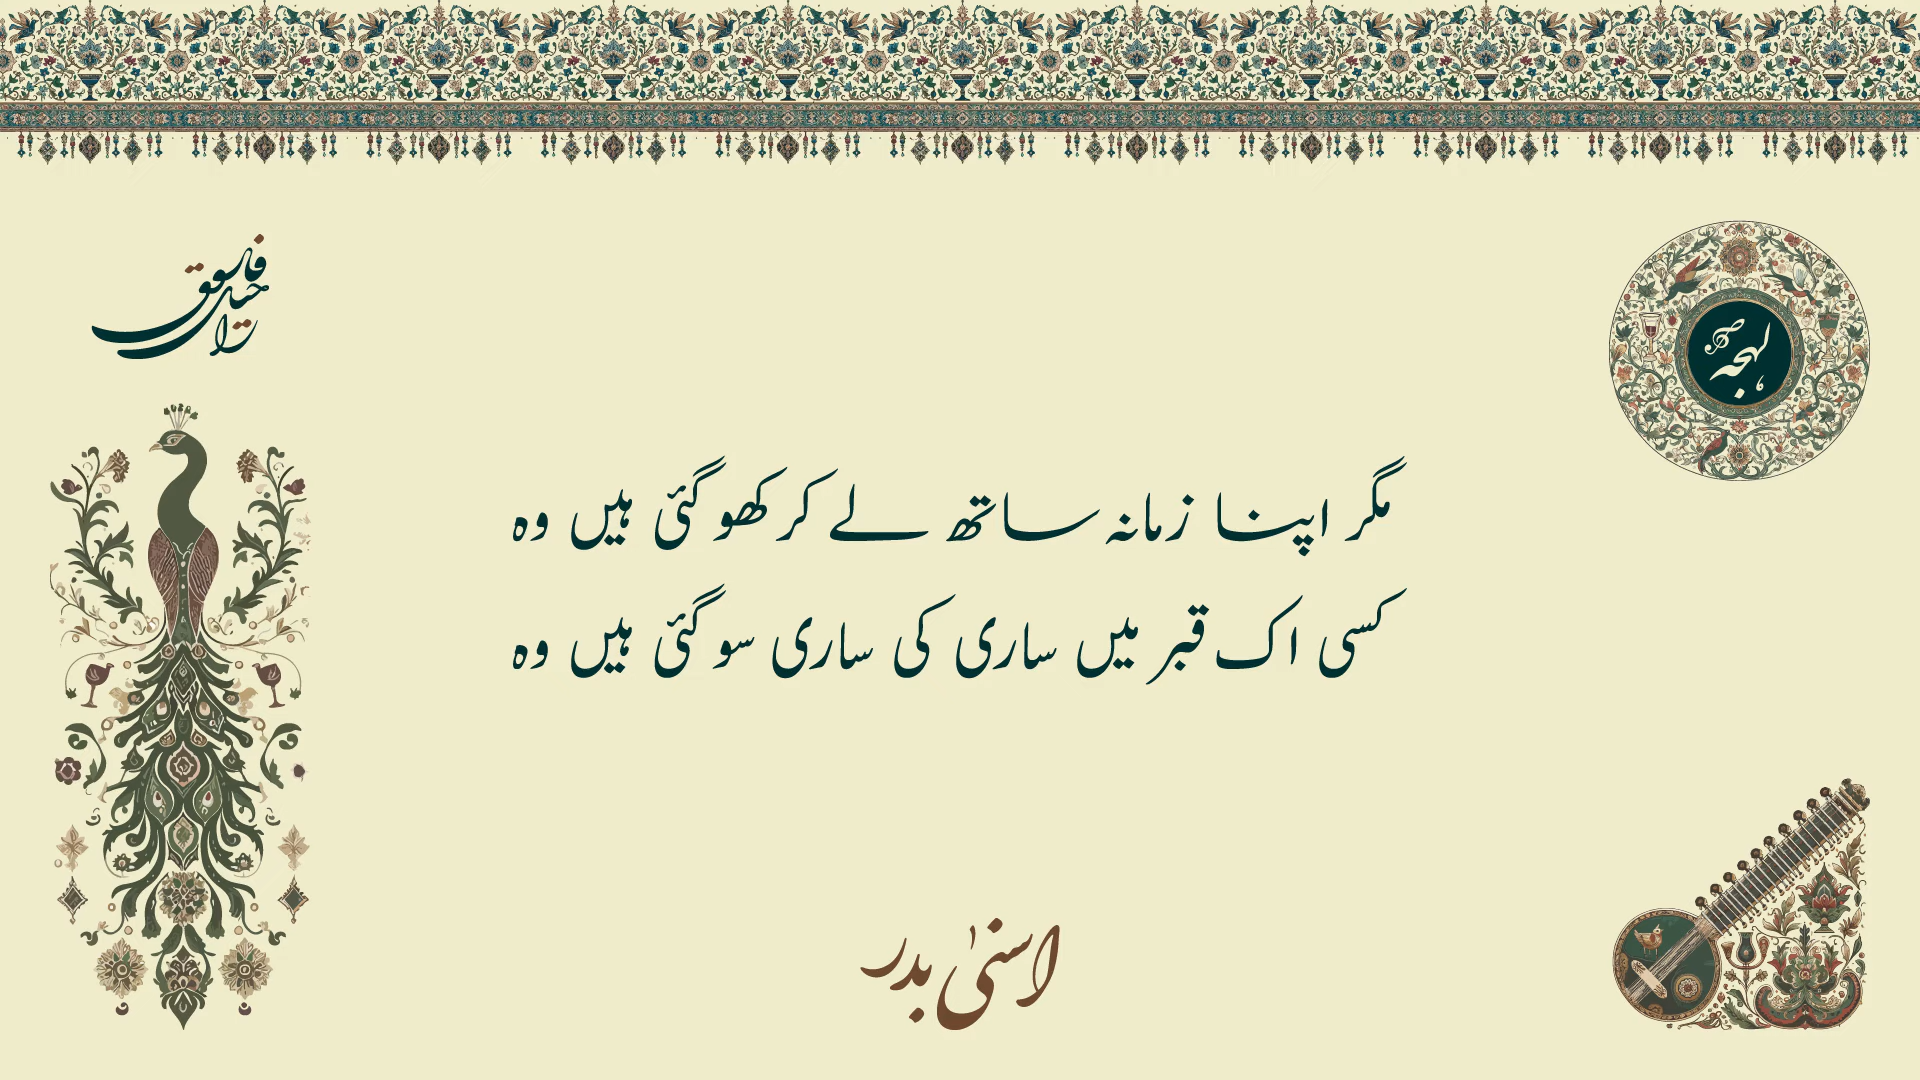 لہجہ
مگر اپنا زمانہ ساتھ لے کر کھو گئی ہیں وہ
کسی اک قبر میں ساری کی ساری سو گئی ہیں وہ
اسنیٰ بدر